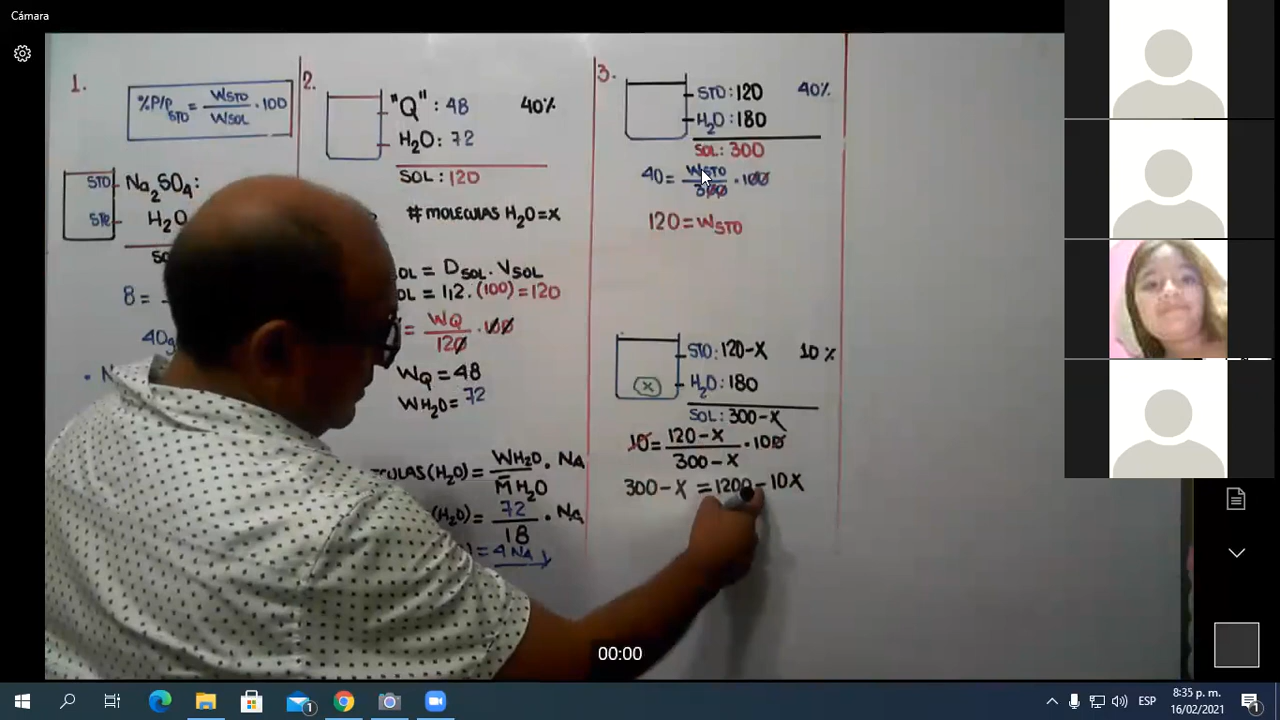 Cámara
1.
%P/P STO = WSTO / WSOL · 100
STO Na₂SO₄:
STE H₂O
8 =
40g
2.
"Q" : 48 40%
H₂O : 72
SOL : 120
# MOLECULAS H₂O = X
OL = DSOL . VSOL
OL = 1,2 . (100) = 120
= WQ / 120 · 100
WQ = 48
WH₂O = 72
CULAS (H₂O) = WH₂O / M̄H₂O · NA
(H₂O) = 72 / 18 · NA
= 4 NA
3.
STO : 120 40%
H₂O : 180
SOL : 300
40 = WSTO / 300 · 100
120 = WSTO
STO : 120-X 10%
X H₂O : 180
SOL : 300-X
10 = 120-X / 300-X · 100
300-X = 1200-10X
00:00
ESP
8:35 p. m.
16/02/2021